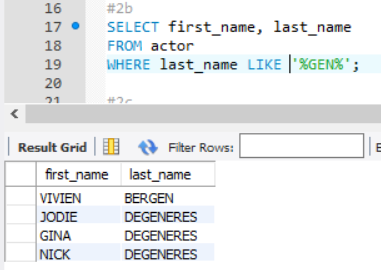 16 #2b
17 SELECT first_name, last_name
18 FROM actor
19 WHERE last_name LIKE '%GEN%';
20
21 #2c
Result Grid Filter Rows: E
first_name last_name
VIVIEN BERGEN
JODIE DEGENERES
GINA DEGENERES
NICK DEGENERES